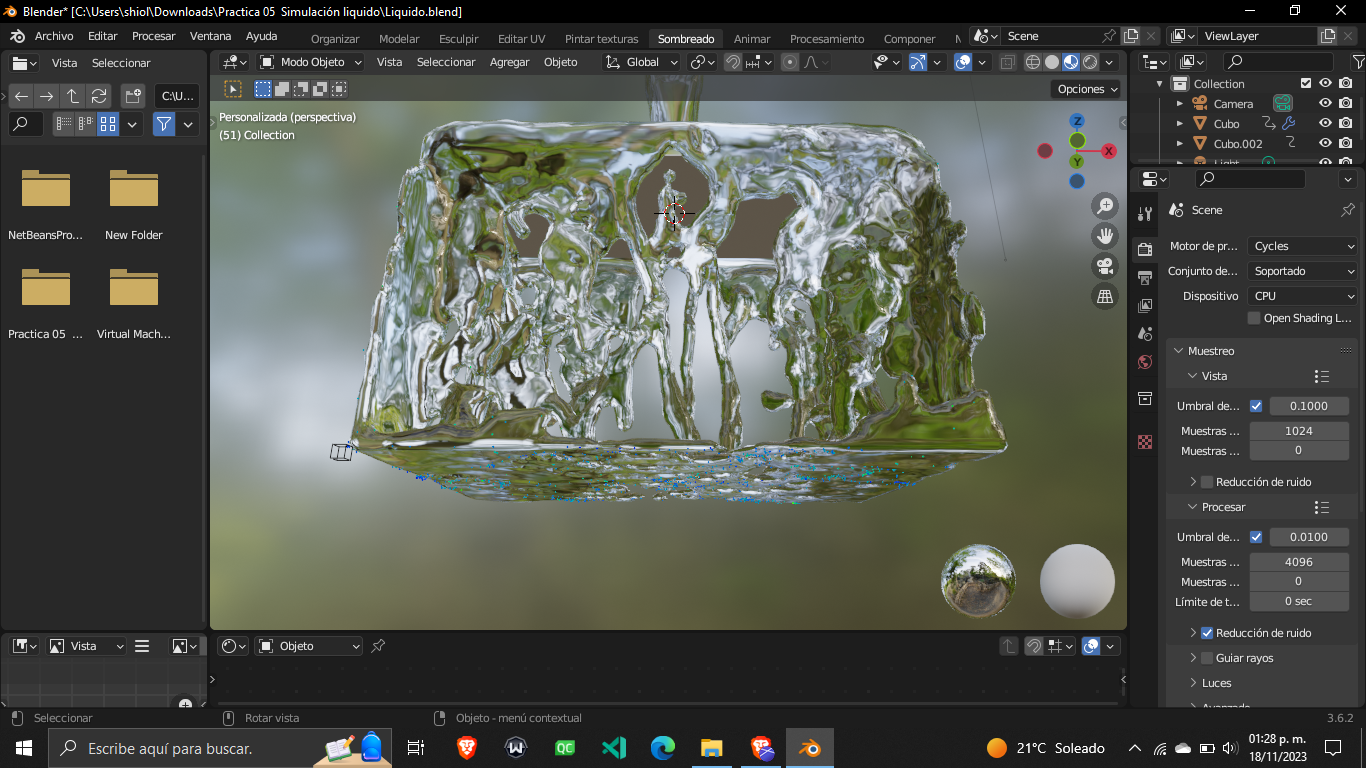 Blender* [C:\Users\shiol\Downloads\Practica 05 Simulación liquido\Liquido.blend]
Archivo Editar Procesar Ventana Ayuda
Organizar Modelar Esculpir Editar UV Pintar texturas Sombreado Animar Procesamiento Componer
Scene
ViewLayer
Vista Seleccionar
C:\U...
NetBeansPro... New Folder
Practica 05 ... Virtual Mach...
Modo Objeto Vista Seleccionar Agregar Objeto Global
Opciones
Personalizada (perspectiva)
(51) Collection
Z
X
Y
Collection
Camera
Cubo
Cubo.002
Light
Scene
Motor de pr... Cycles
Conjunto de... Soportado
Dispositivo CPU
Open Shading L...
Muestreo
Vista
Umbral de... 0.1000
Muestras ... 1024
Muestras ... 0
Reducción de ruido
Procesar
Umbral de... 0.0100
Muestras ... 4096
Muestras ... 0
Límite de t... 0 sec
Reducción de ruido
Guiar rayos
Luces
Avanzado
Vista
Objeto
Seleccionar Rotar vista Objeto - menú contextual 3.6.2
Escribe aquí para buscar.
QC
21°C Soleado
01:28 p. m.
18/11/2023